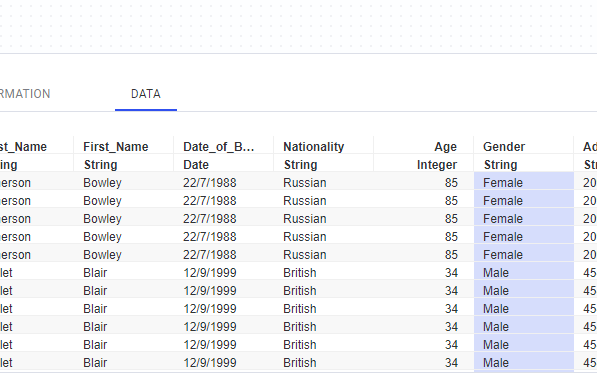 RMATION DATA
st_Name First_Name Date_of_B... Nationality Age Gender Ad
ing String Date String Integer String St
nerson Bowley 22/7/1988 Russian 85 Female 20
nerson Bowley 22/7/1988 Russian 85 Female 20
nerson Bowley 22/7/1988 Russian 85 Female 20
nerson Bowley 22/7/1988 Russian 85 Female 20
nerson Bowley 22/7/1988 Russian 85 Female 20
let Blair 12/9/1999 British 34 Male 45
let Blair 12/9/1999 British 34 Male 45
let Blair 12/9/1999 British 34 Male 45
let Blair 12/9/1999 British 34 Male 45
let Blair 12/9/1999 British 34 Male 45
let Blair 12/9/1999 British 34 Male 45